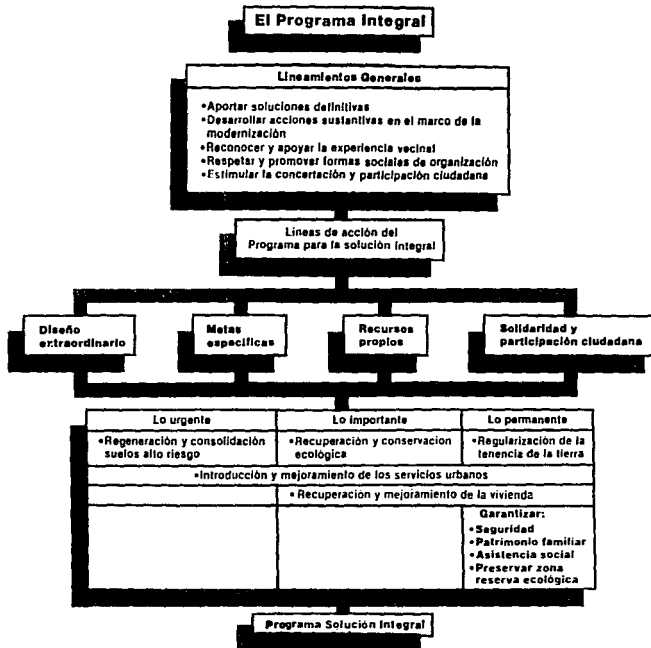 El Programa Integral
Lineamientos Generales
•Aportar soluciones definitivas
•Desarrollar acciones sustantivas en el marco de la
modernización
•Reconocer y apoyar la experiencia vecinal
•Respetar y promovar formas sociales de organización
•Estimular la concertación y participación ciudadana
Líneas de acción del
Programa para la solución integral
Diseño
extraordinario
Metas
específicas
Recursos
propios
Solidaridad y
participación ciudadana
Lo urgente
Lo importante
Lo permanente
•Regeneración y consolidación
suelos alto riesgo
•Recuperación y conservacion
ecológica
•Regularización de la
tenencia de la tierra
•Introducción y mejoramiento de los servicios urbanos
•Recuperación y mejoramiento de la vivienda
Garantizar:
•Seguridad
•Patrimonio familiar
•Asistencia social
•Preservar zona
reserva ecológica
Programa Solución Integral